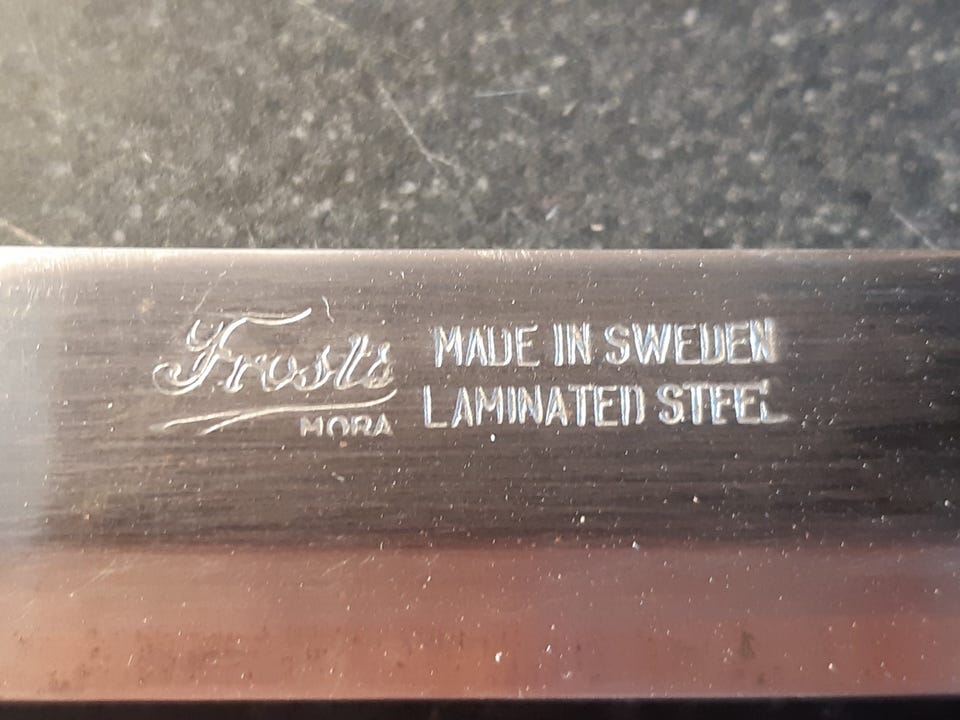 Frosts
MORA
MADE IN SWEDEN
LAMINATED STEEL